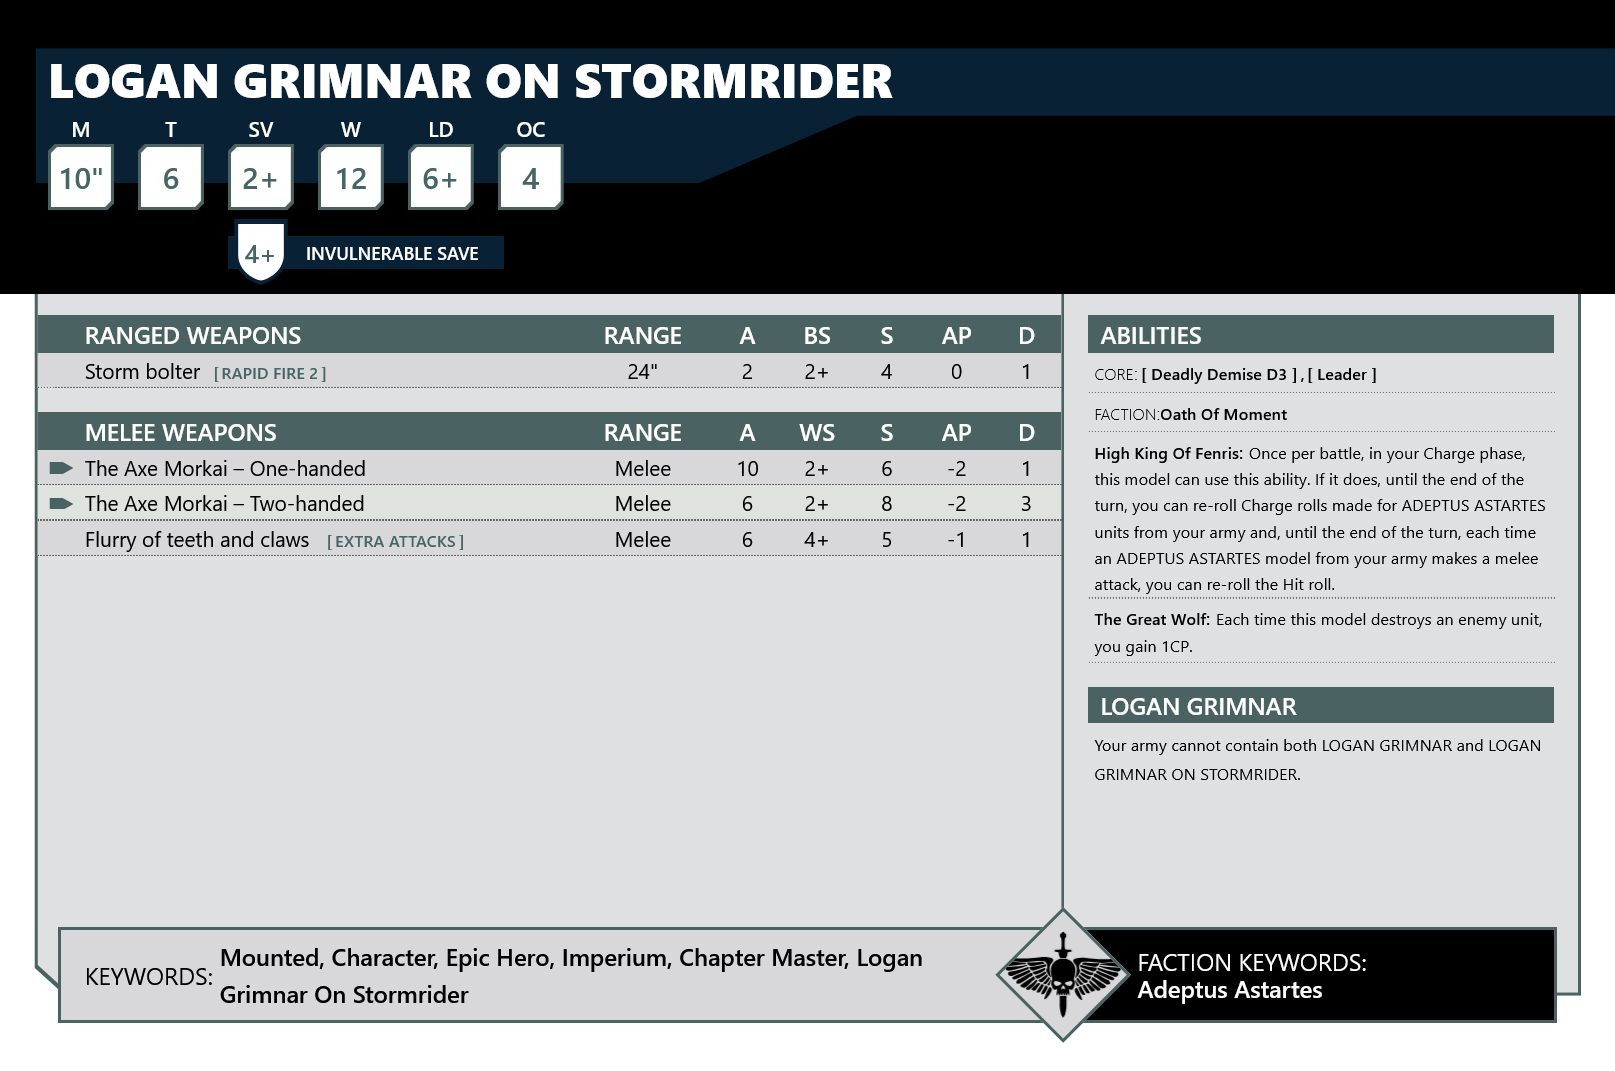 LOGAN GRIMNAR ON STORMRIDER
M T SV W LD OC
10" 6 2+ 12 6+ 4
4+ INVULNERABLE SAVE
RANGED WEAPONS RANGE A BS S AP D
Storm bolter [ RAPID FIRE 2 ] 24" 2 2+ 4 0 1
MELEE WEAPONS RANGE A WS S AP D
The Axe Morkai – One-handed Melee 10 2+ 6 -2 1
The Axe Morkai – Two-handed Melee 6 2+ 8 -2 3
Flurry of teeth and claws [ EXTRA ATTACKS ] Melee 6 4+ 5 -1 1
ABILITIES
CORE: [ Deadly Demise D3 ] , [ Leader ]
FACTION:Oath Of Moment
High King Of Fenris: Once per battle, in your Charge phase,
this model can use this ability. If it does, until the end of the
turn, you can re-roll Charge rolls made for ADEPTUS ASTARTES
units from your army and, until the end of the turn, each time
an ADEPTUS ASTARTES model from your army makes a melee
attack, you can re-roll the Hit roll.
The Great Wolf: Each time this model destroys an enemy unit,
you gain 1CP.
LOGAN GRIMNAR
Your army cannot contain both LOGAN GRIMNAR and LOGAN
GRIMNAR ON STORMRIDER.
KEYWORDS: Mounted, Character, Epic Hero, Imperium, Chapter Master, Logan
Grimnar On Stormrider
FACTION KEYWORDS:
Adeptus Astartes